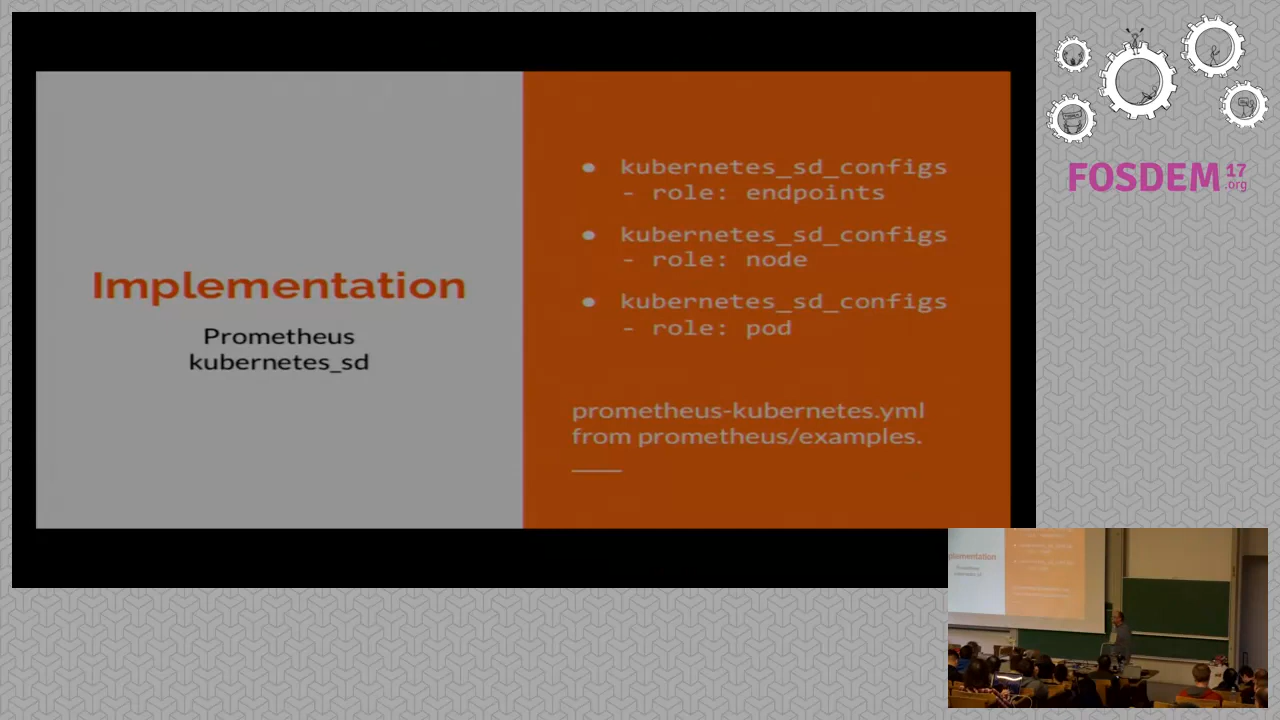 Implementation
Prometheus
kubernetes_sd
● kubernetes_sd_configs
- role: endpoints
● kubernetes_sd_configs
- role: node
● kubernetes_sd_configs
- role: pod
prometheus-kubernetes.yml
from prometheus/examples.
FOSDEM 17
.org